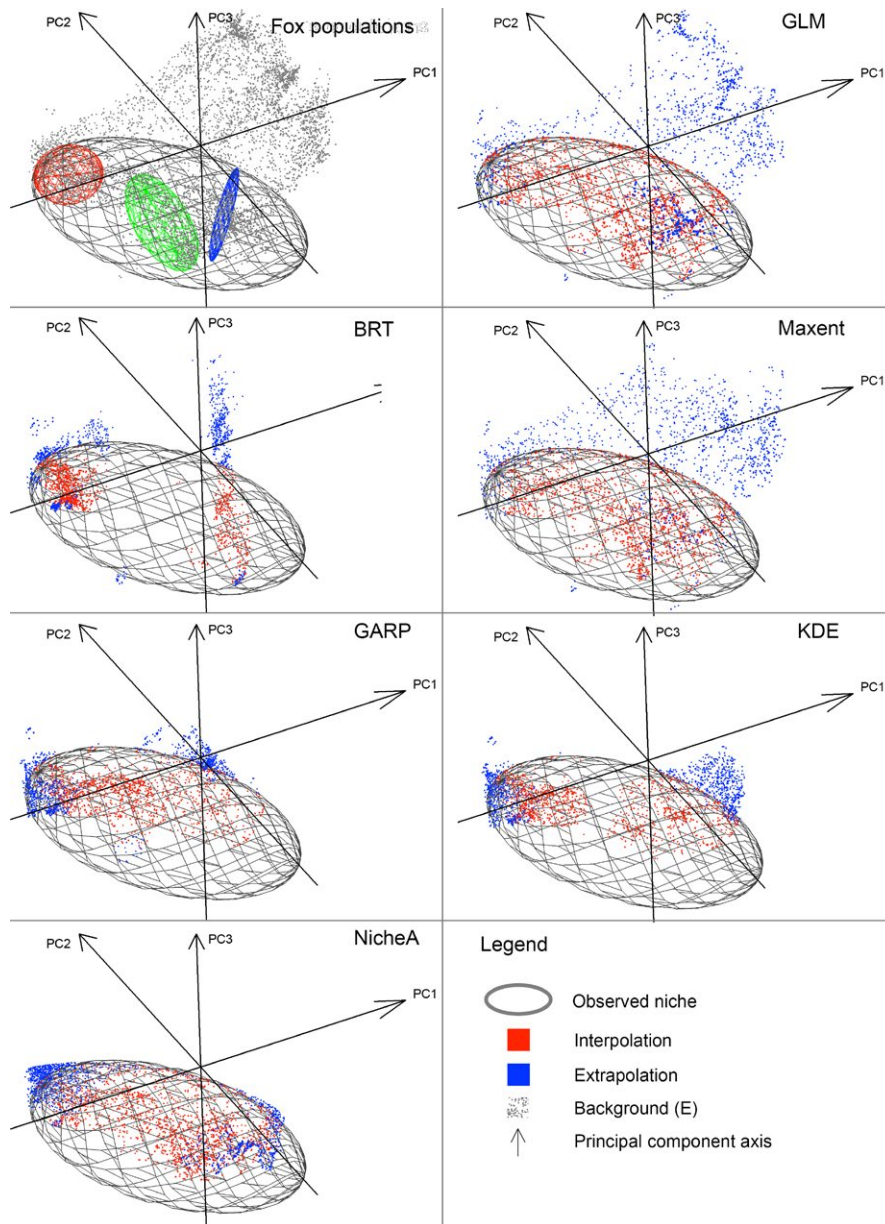 PC2
PC3
Fox populations
PC1
PC2
PC3
GLM
PC1
PC2
PC3
BRT
PC2
PC3
Maxent
PC1
PC2
PC3
GARP
PC1
PC2
PC3
KDE
PC1
PC2
PC3
NicheA
PC1
Legend
Observed niche
Interpolation
Extrapolation
Background (E)
Principal component axis